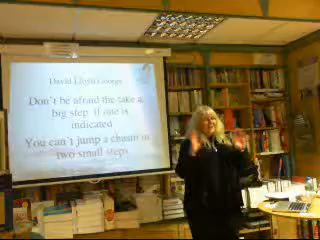 David Lloyd George
Don't be afraid the take a
big step if one is
indicated
You can't jump a chasm in
two small steps